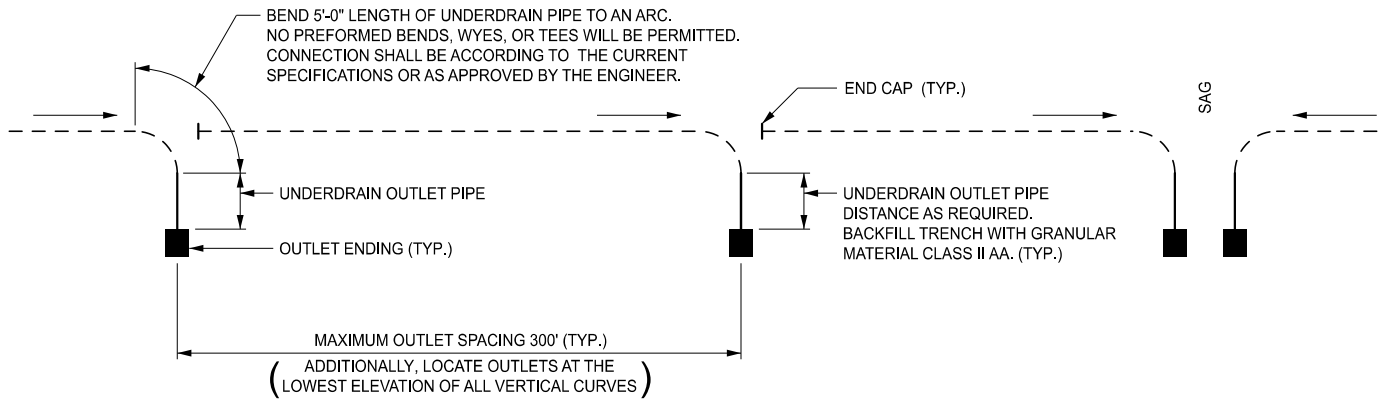 BEND 5'-0" LENGTH OF UNDERDRAIN PIPE TO AN ARC.
NO PREFORMED BENDS, WYES, OR TEES WILL BE PERMITTED.
CONNECTION SHALL BE ACCORDING TO THE CURRENT
SPECIFICATIONS OR AS APPROVED BY THE ENGINEER.
END CAP (TYP.)
SAG
UNDERDRAIN OUTLET PIPE
OUTLET ENDING (TYP.)
UNDERDRAIN OUTLET PIPE
DISTANCE AS REQUIRED.
BACKFILL TRENCH WITH GRANULAR
MATERIAL CLASS II AA. (TYP.)
MAXIMUM OUTLET SPACING 300' (TYP.)
(ADDITIONALLY, LOCATE OUTLETS AT THE
LOWEST ELEVATION OF ALL VERTICAL CURVES)